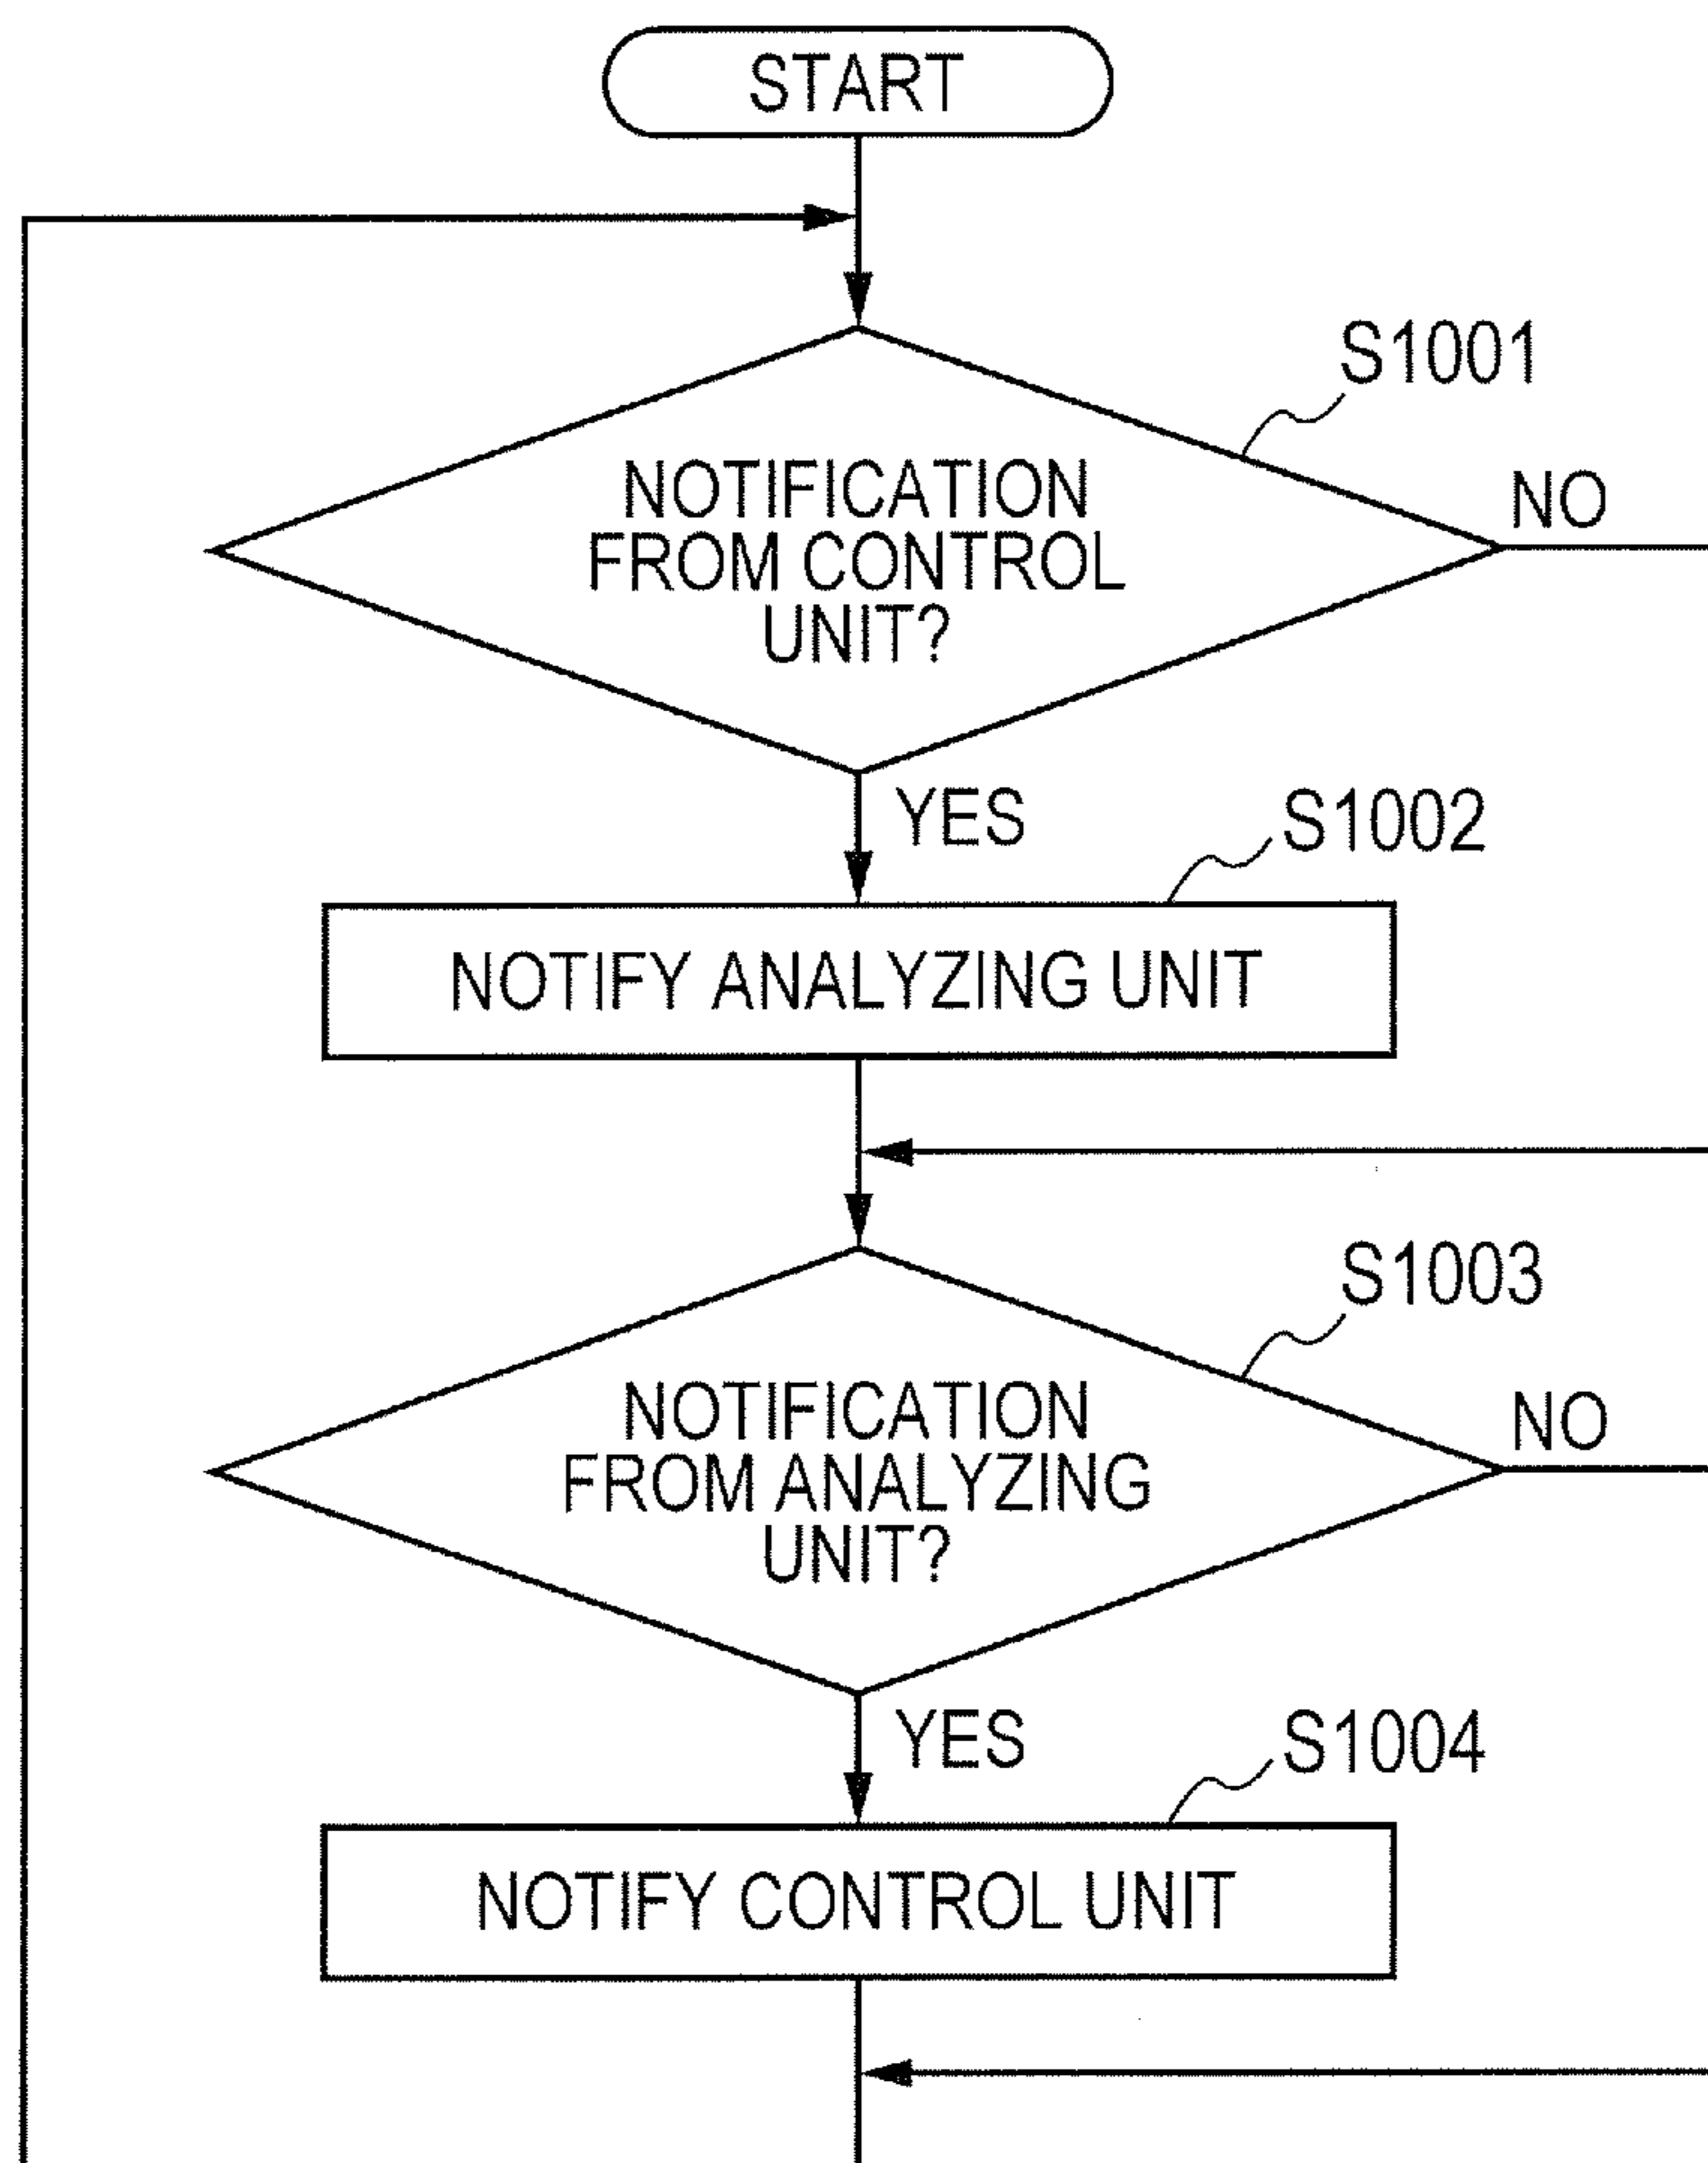 START
S1001
NOTIFICATION
FROM CONTROL
UNIT?
NO
YES
S1002
NOTIFY ANALYZING UNIT
S1003
NOTIFICATION
FROM ANALYZING
UNIT?
NO
YES
S1004
NOTIFY CONTROL UNIT